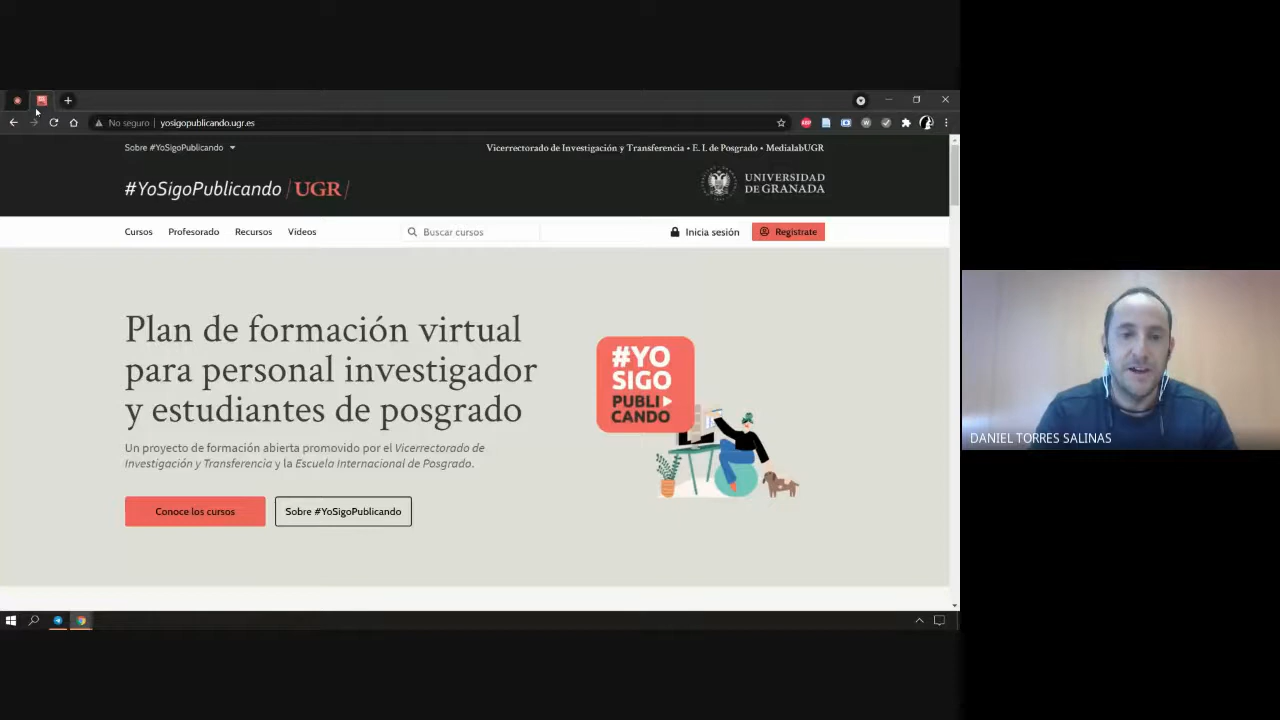 No seguro | yosigopublicando.ugr.es
Sobre #YoSigoPublicando
Vicerrectorado de Investigación y Transferencia • E. I. de Posgrado • MedialabUGR
#YoSigoPublicando /UGR/
UNIVERSIDAD
DE GRANADA
Cursos Profesorado Recursos Videos
Buscar cursos
Inicia sesión
Regístrate
Plan de formación virtual
para personal investigador
y estudiantes de posgrado
Un proyecto de formación abierta promovido por el Vicerrectorado de
Investigación y Transferencia y la Escuela Internacional de Posgrado.
Conoce los cursos
Sobre #YoSigoPublicando
#YO
SIGO
PUBLI
CANDO
DANIEL TORRES SALINAS